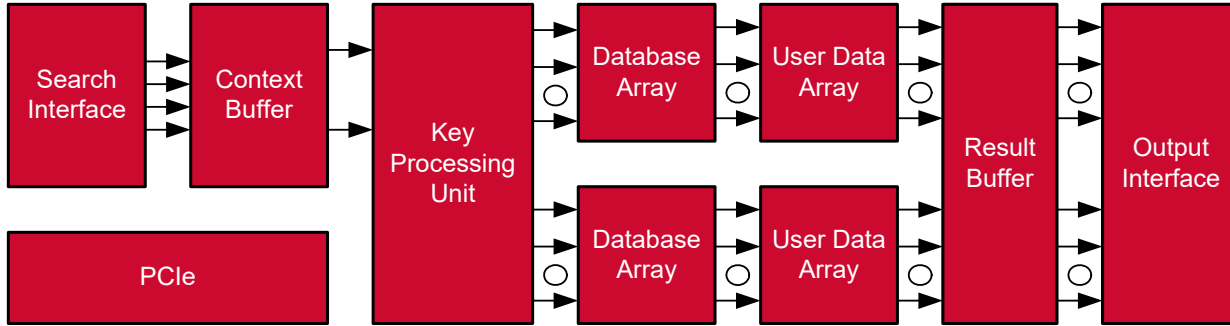 Search
Interface
Context
Buffer
Key
Processing
Unit
Database
Array
User Data
Array
Database
Array
User Data
Array
Result
Buffer
Output
Interface
PCIe